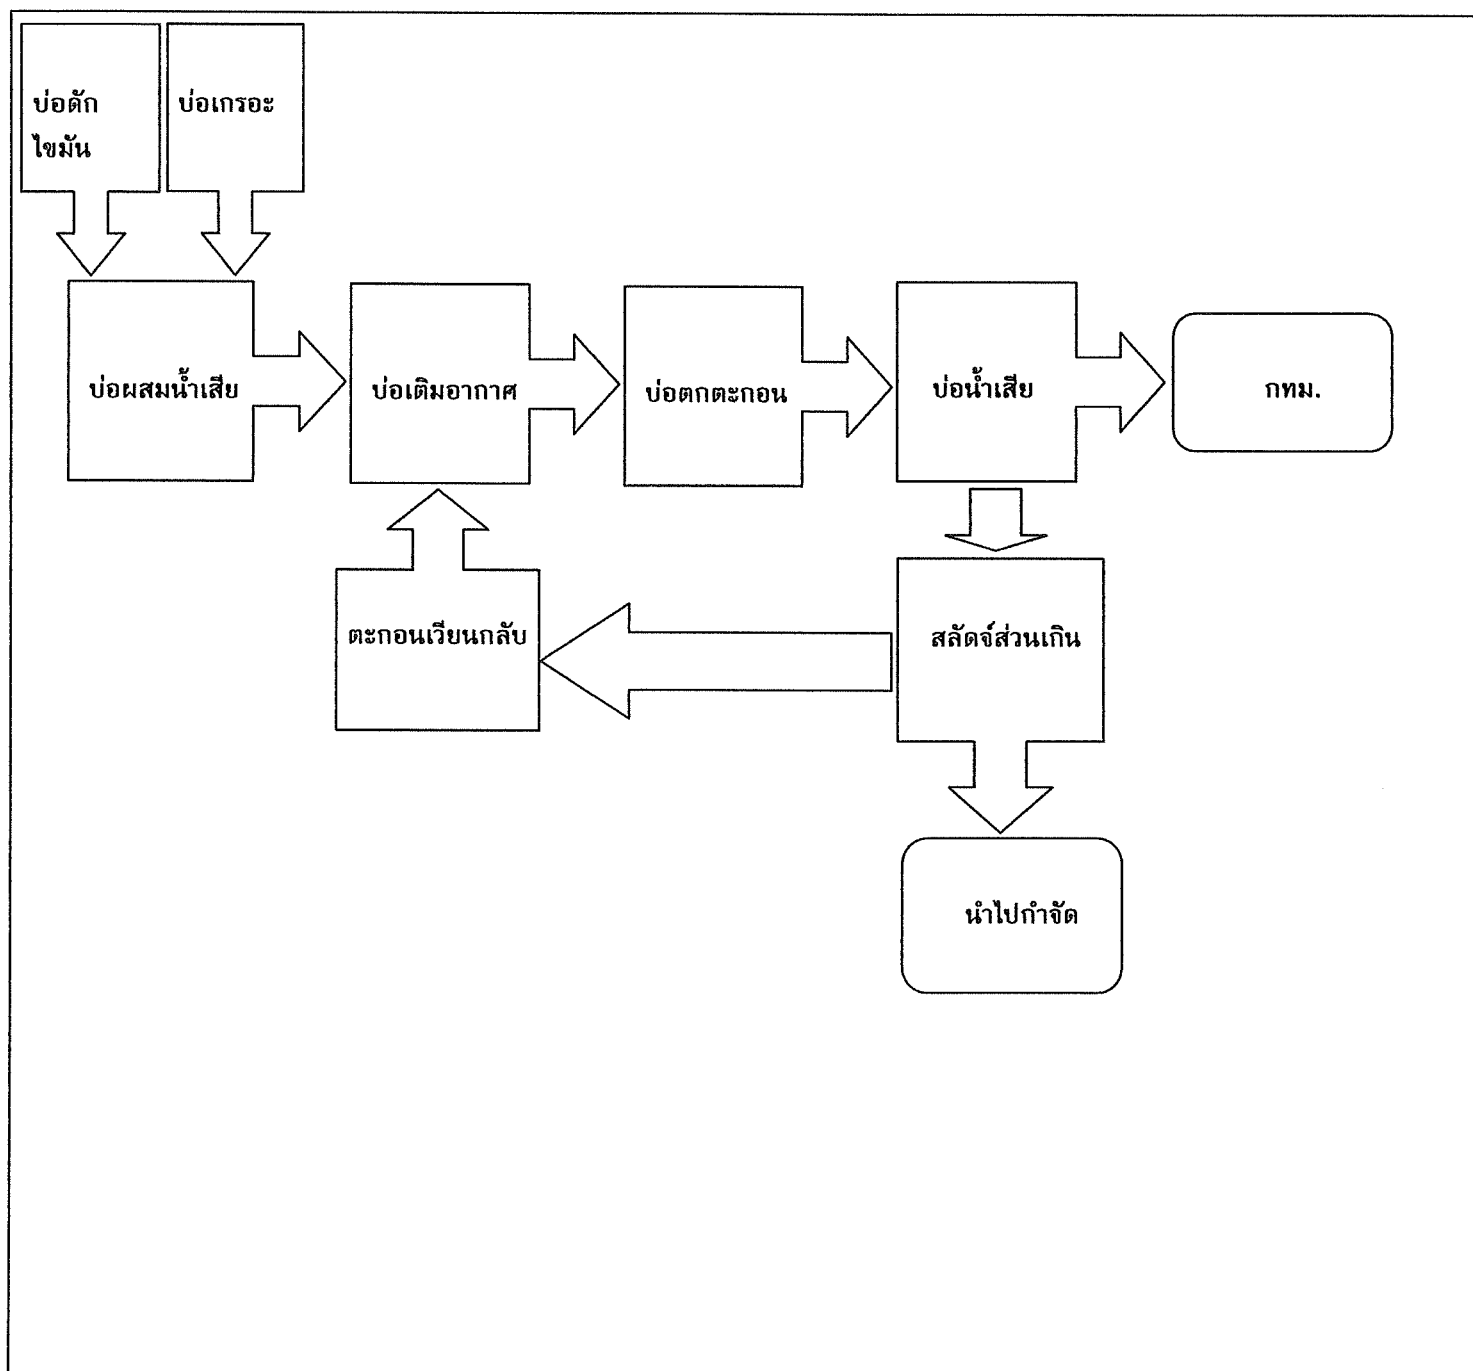 บ่อดัก
ไขมัน
บ่อเกรอะ
บ่อผสมน้ำเสีย
บ่อเติมอากาศ
บ่อตกตะกอน
บ่อน้ำเสีย
กทม.
ตะกอนเวียนกลับ
สลัดจ์ส่วนเกิน
นำไปกำจัด